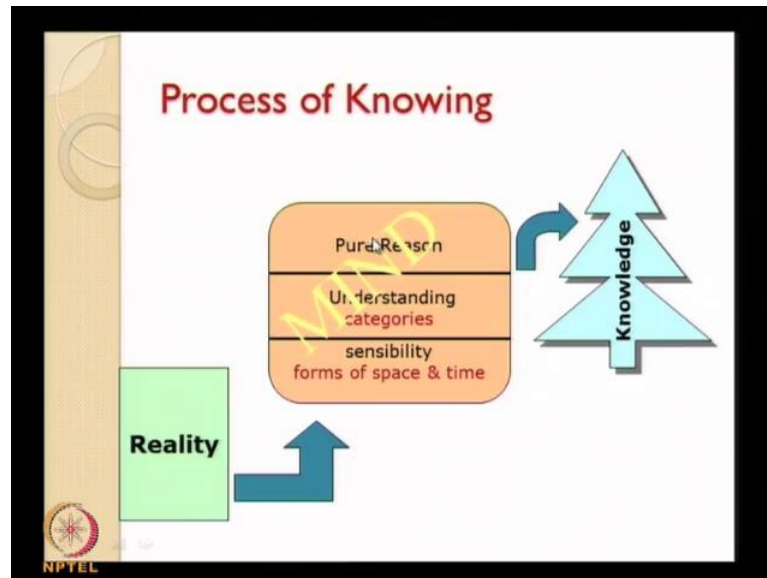 Process of Knowing
Pure Reason
MIND
Understanding
categories
sensibility
forms of space & time
Knowledge
Reality
NPTEL